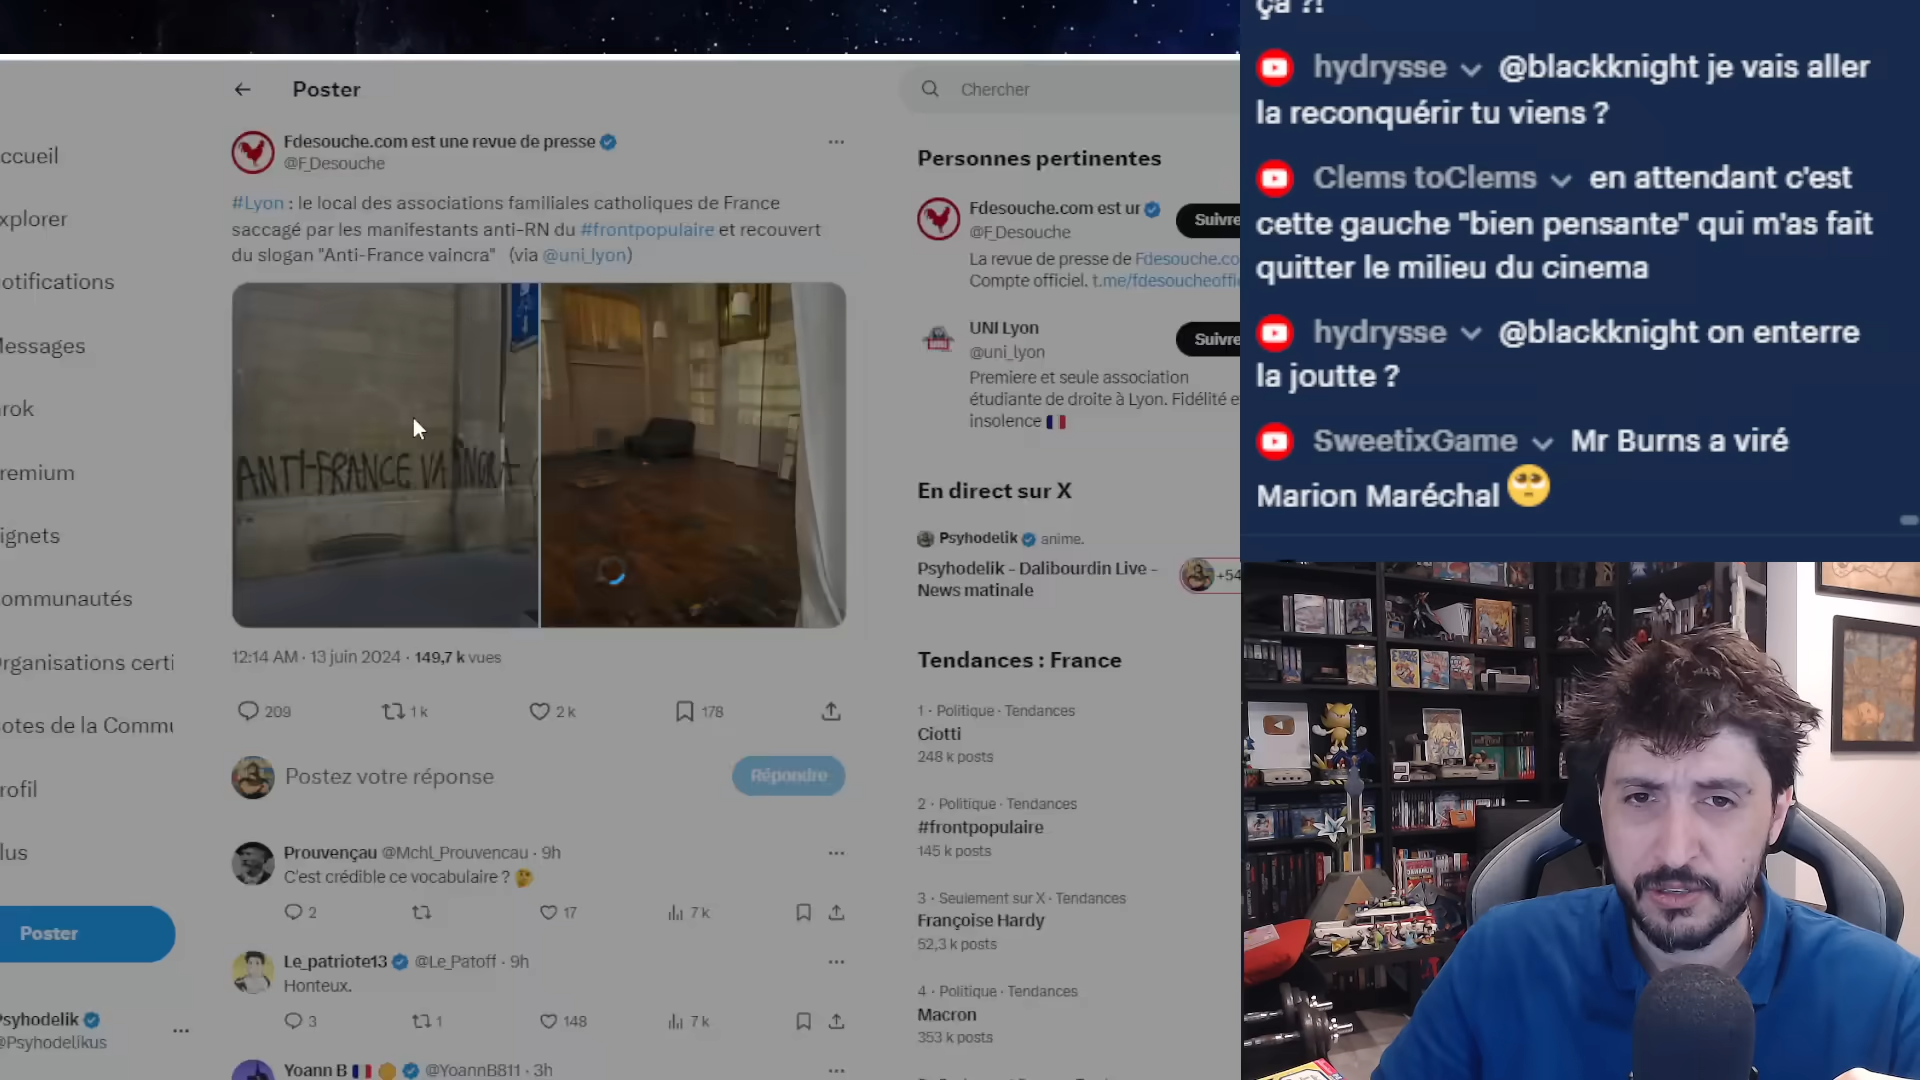 ccueil
xplorer
otifications
Messages
rok
remium
ignets
ommunautés
Organisations certi
otes de la Commu
rofil
lus
Poster
Psyhodelik
@Psyhodelikus
Poster
Fdesouche.com est une revue de presse
@F_Desouche
#Lyon : le local des associations familiales catholiques de France
saccagé par les manifestants anti-RN du #frontpopulaire et recouvert
du slogan "Anti-France vaincra" (via @uni_lyon)
ANTI-FRANCE VAINCRA
12:14 AM · 13 juin 2024 · 149,7 k vues
209 1 k 2 k 178
Postez votre réponse
Répondre
Prouvençau @Mchl_Prouvencau · 9h
C'est crédible ce vocabulaire ? 🤔
2 17 7 k
Le_patriote13 @Le_Patoff · 9h
Honteux.
3 1 148 7 k
Yoann B 🇫🇷 @YoannB811 · 3h
Chercher
Personnes pertinentes
Fdesouche.com est ur
@F_Desouche
Suivre
La revue de presse de Fdesouche.co
Compte officiel. t.me/fdesoucheoffi
UNI Lyon
@uni_lyon
Suivre
Premiere et seule association
étudiante de droite à Lyon. Fidélité e
insolence 🇫🇷
En direct sur X
Psyhodelik anime.
Psyhodelik - Dalibourdin Live -
News matinale
+54
Tendances : France
1 · Politique · Tendances
Ciotti
248 k posts
2 · Politique · Tendances
#frontpopulaire
145 k posts
3 · Seulement sur X · Tendances
Françoise Hardy
52,3 k posts
4 · Politique · Tendances
Macron
353 k posts
ça ?!
hydrysse @blackknight je vais aller
la reconquérir tu viens ?
Clems toClems en attendant c'est
cette gauche "bien pensante" qui m'as fait
quitter le milieu du cinema
hydrysse @blackknight on enterre
la joutte ?
SweetixGame Mr Burns a viré
Marion Maréchal 🥺